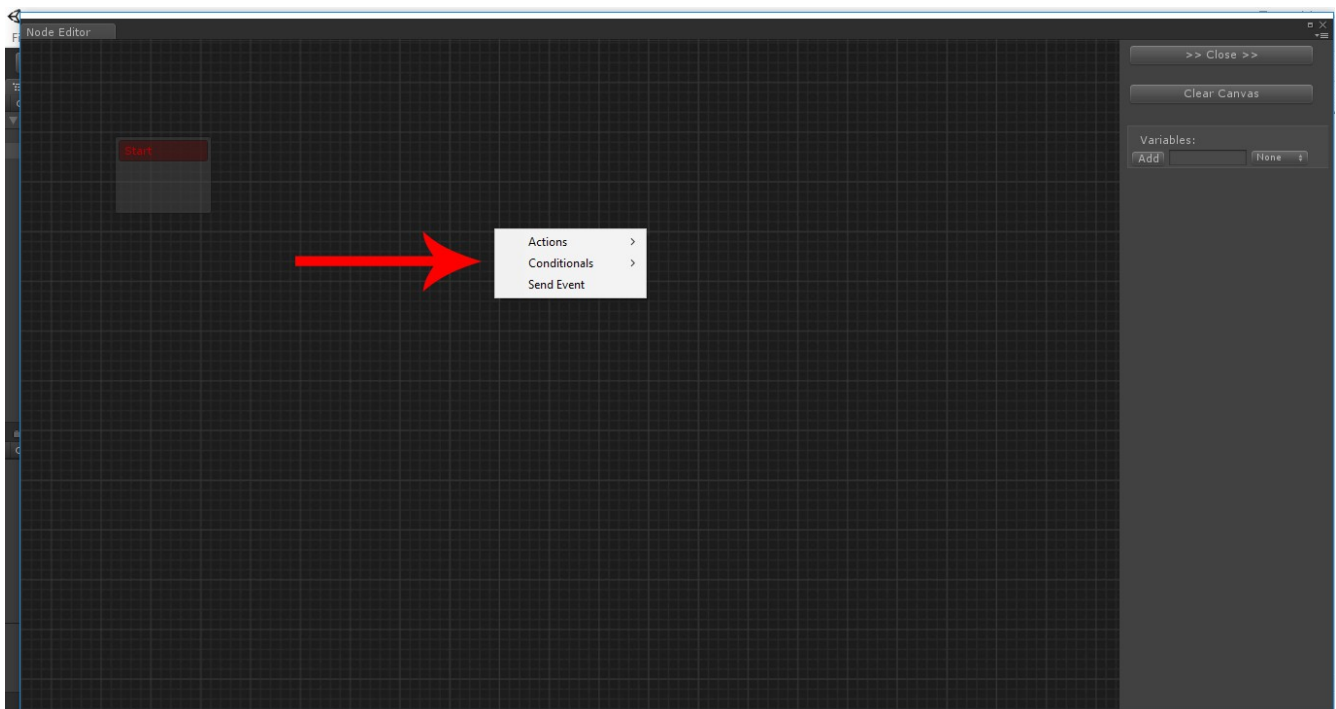 Node Editor
>> Close >>
Clear Canvas
Start
Variables:
Add
None
Actions
Conditionals
Send Event